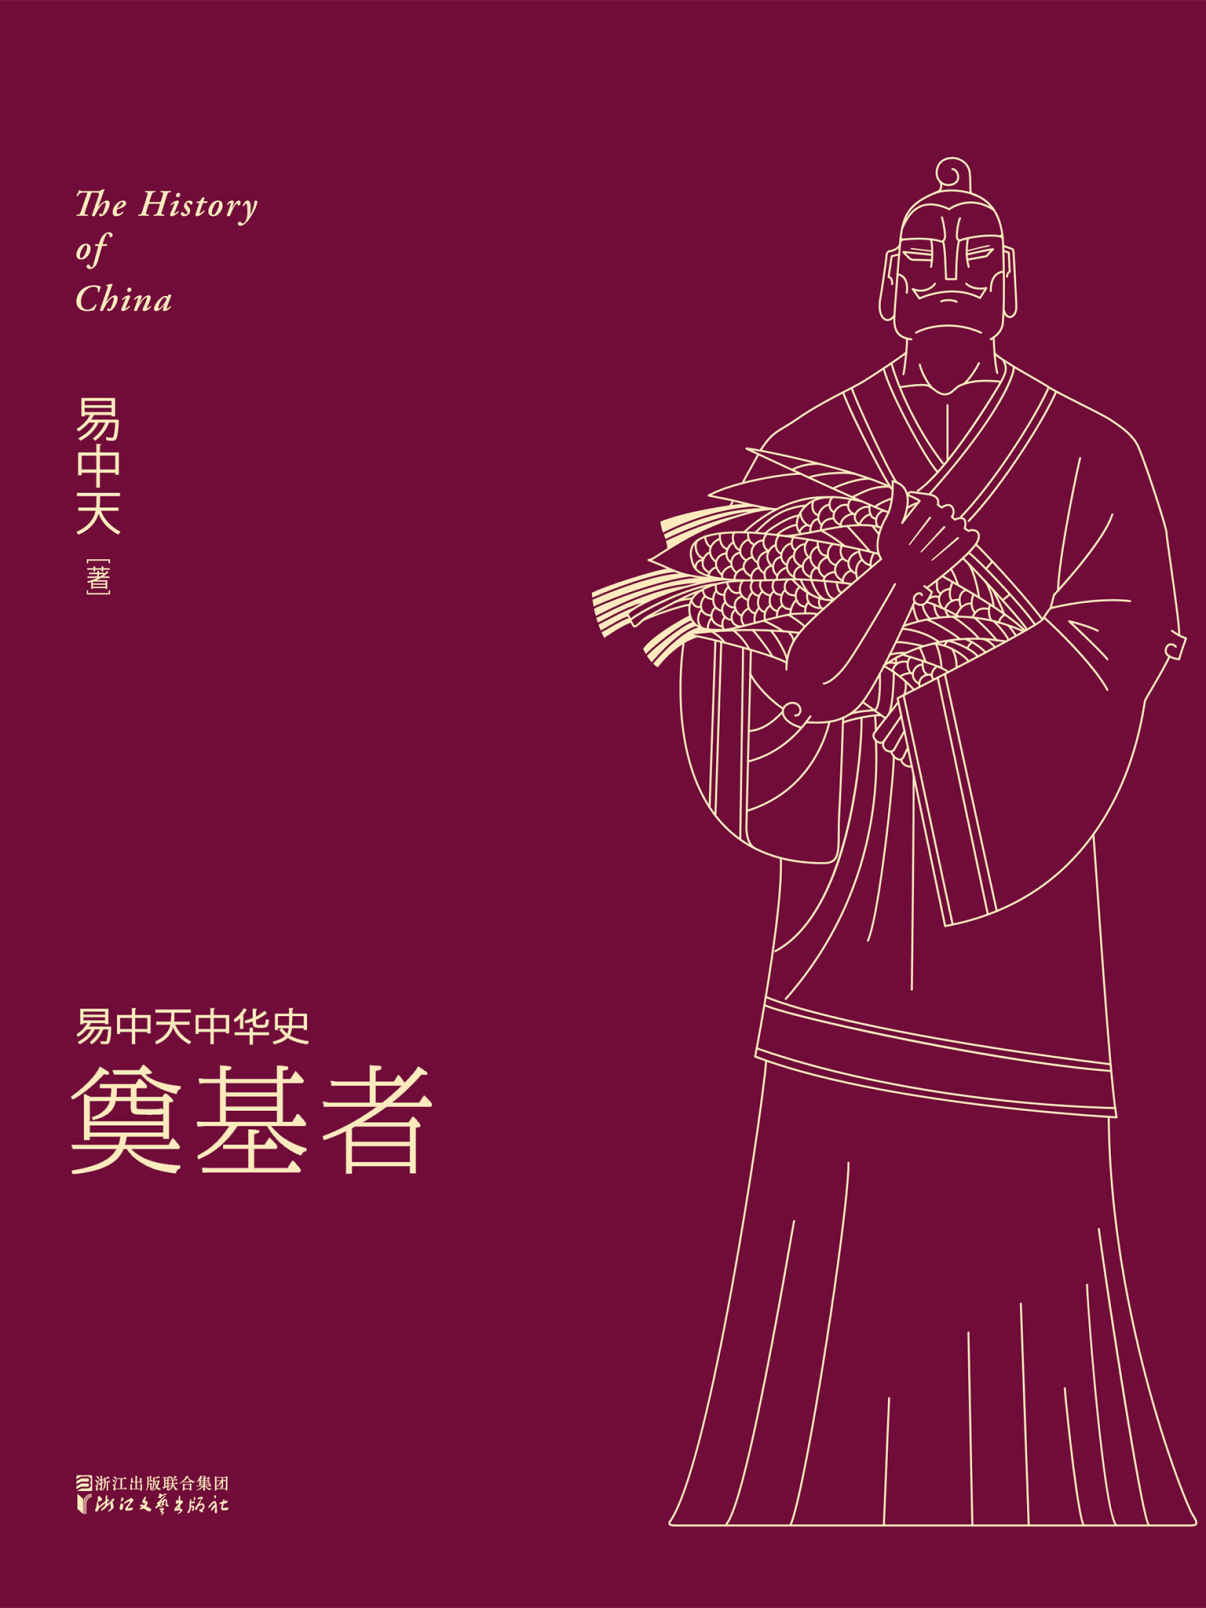 The History
of
China
易中天
[著]
易中天中华史
奠基者
浙江出版联合集团
浙江文艺出版社